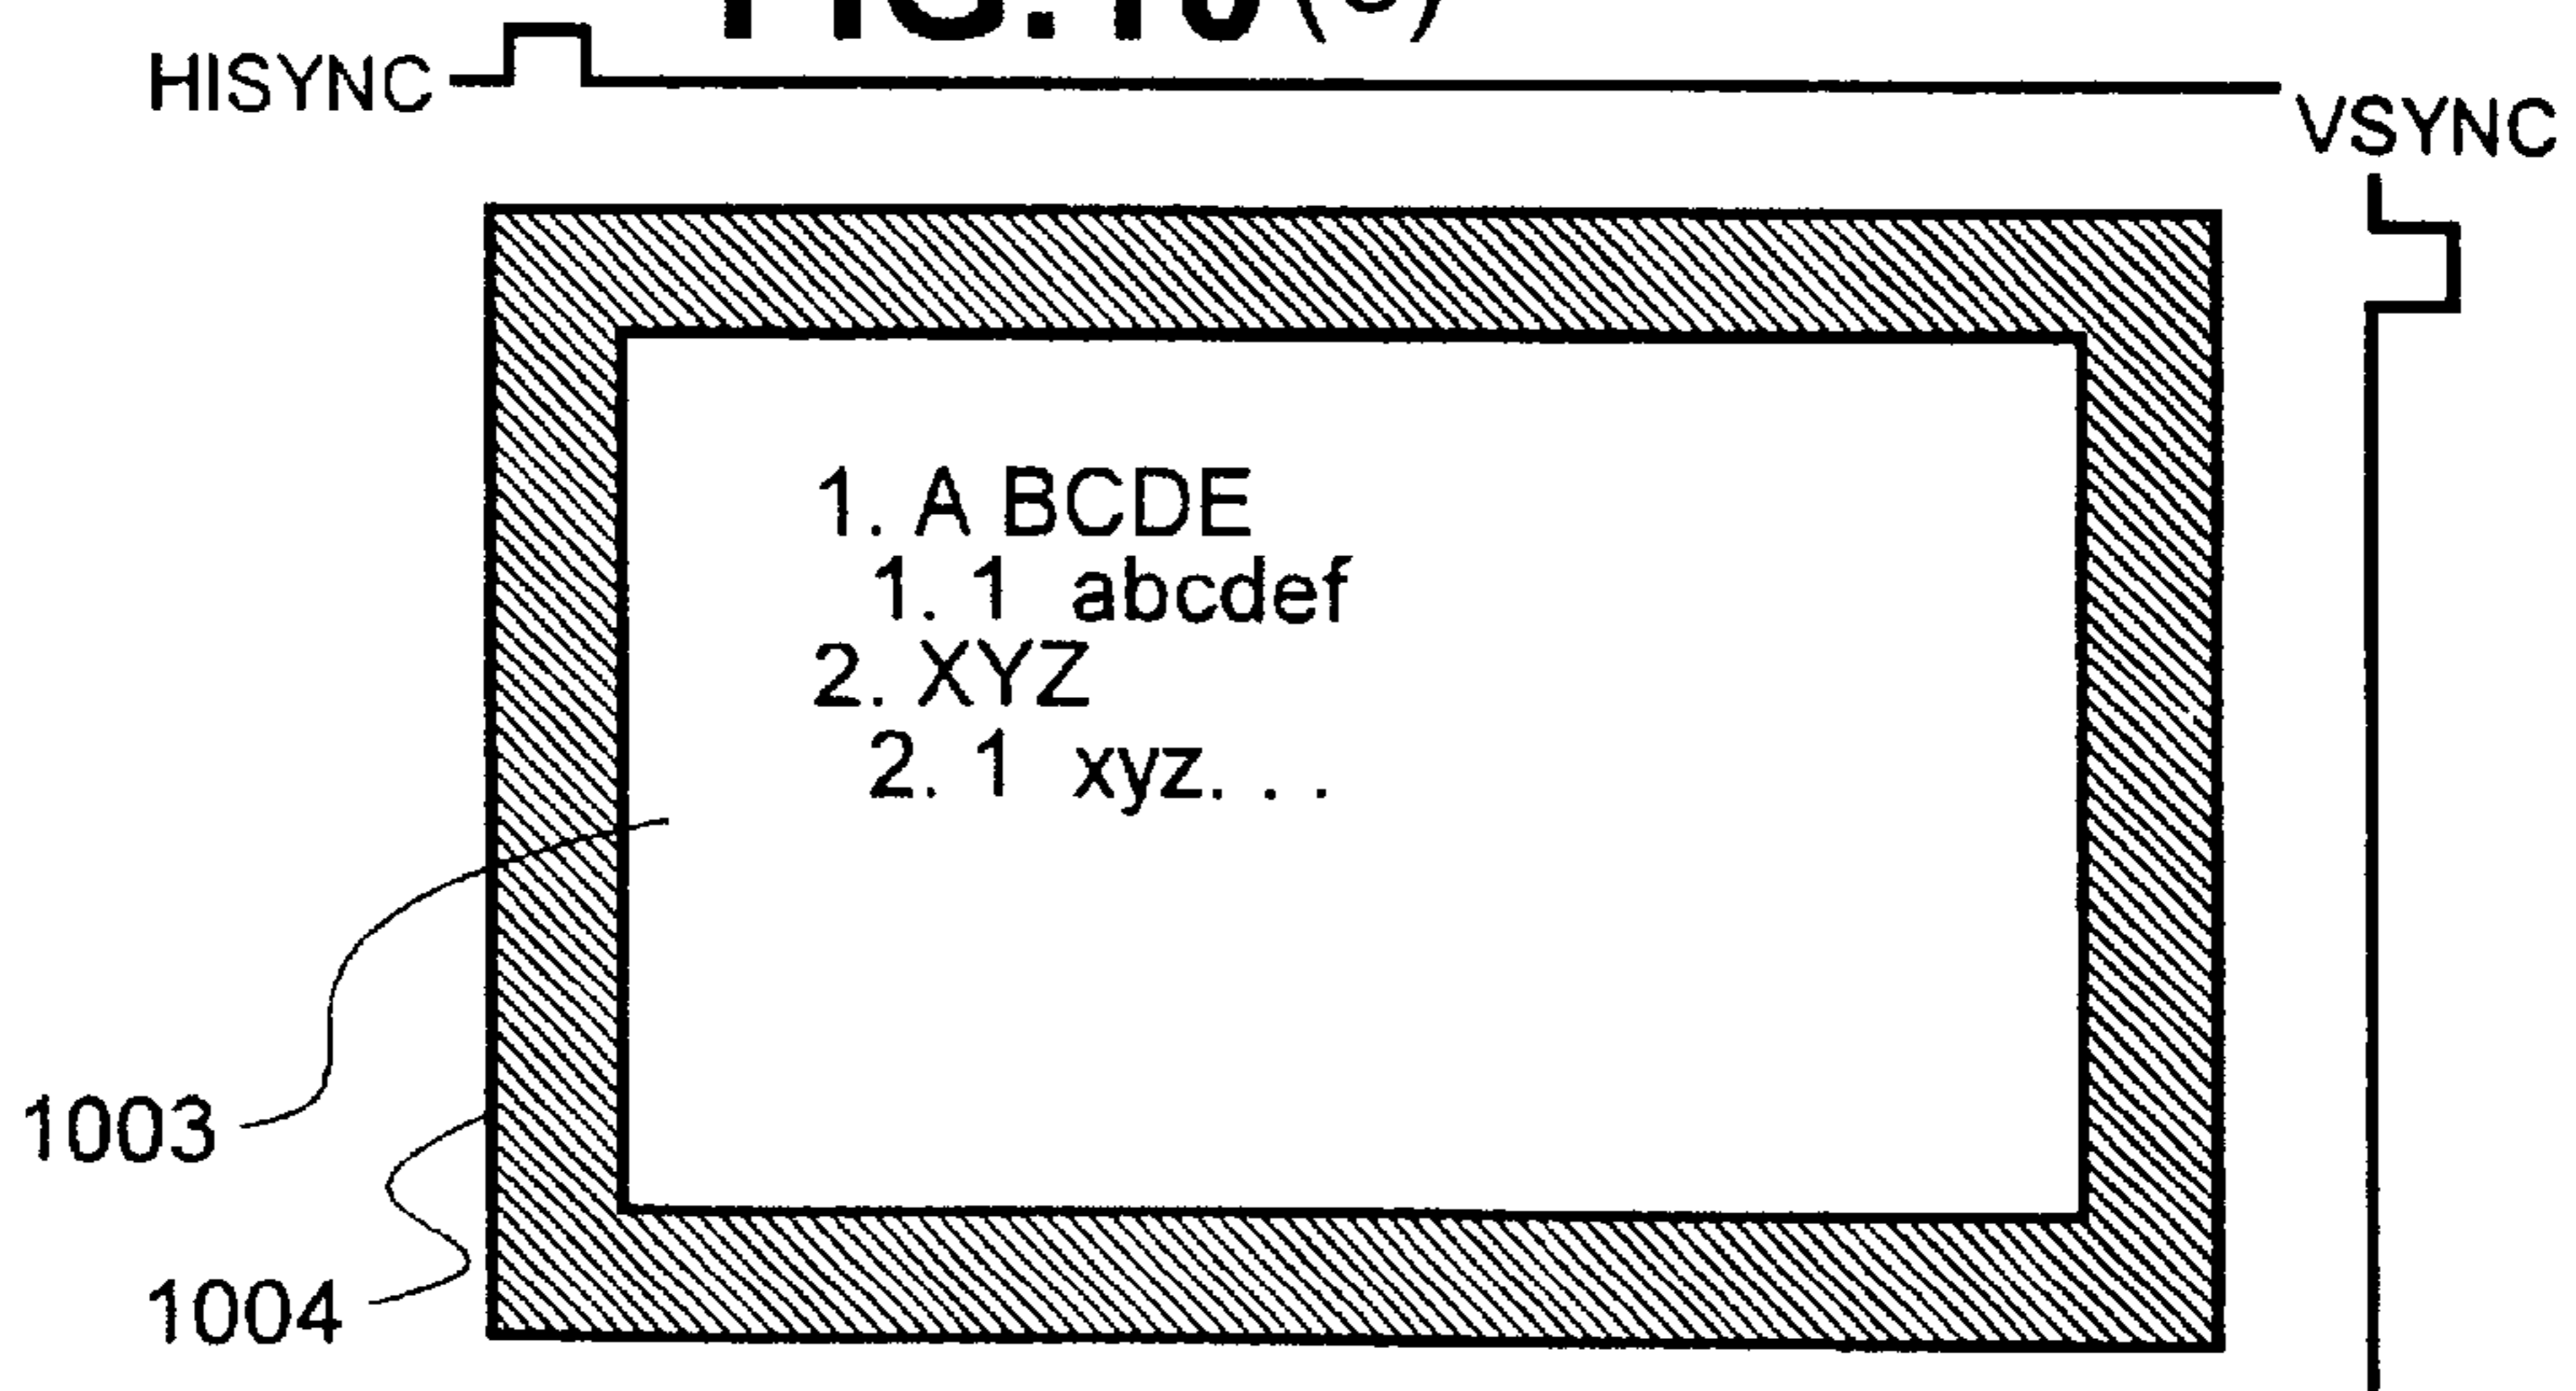 HISYNC
VSYNC
1. A BCDE
1. 1 abcdef
2. XYZ
2. 1 xyz. . .
1003
1004